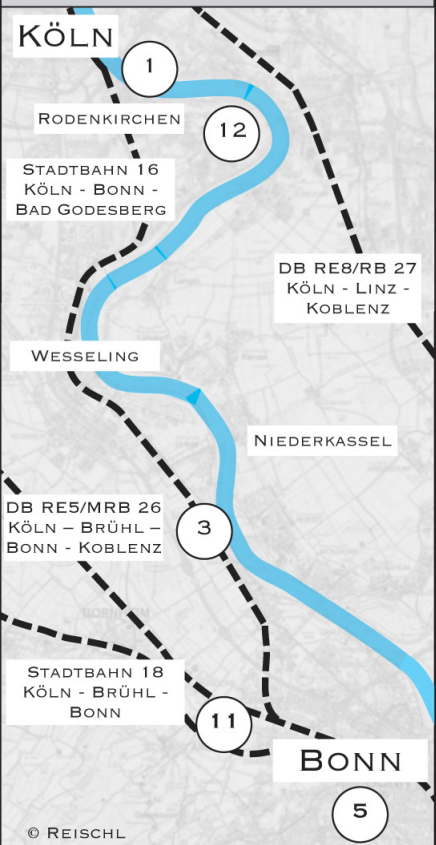 KÖLN
1
RODENKIRCHEN
12
STADTBAHN 16
KÖLN - BONN -
BAD GODESBERG
DB RE8/RB 27
KÖLN - LINZ -
KOBLENZ
WESSELING
NIEDERKASSEL
DB RE5/MRB 26
KÖLN – BRÜHL –
BONN - KOBLENZ
3
STADTBAHN 18
KÖLN - BRÜHL -
BONN
11
BONN
5
© REISCHL